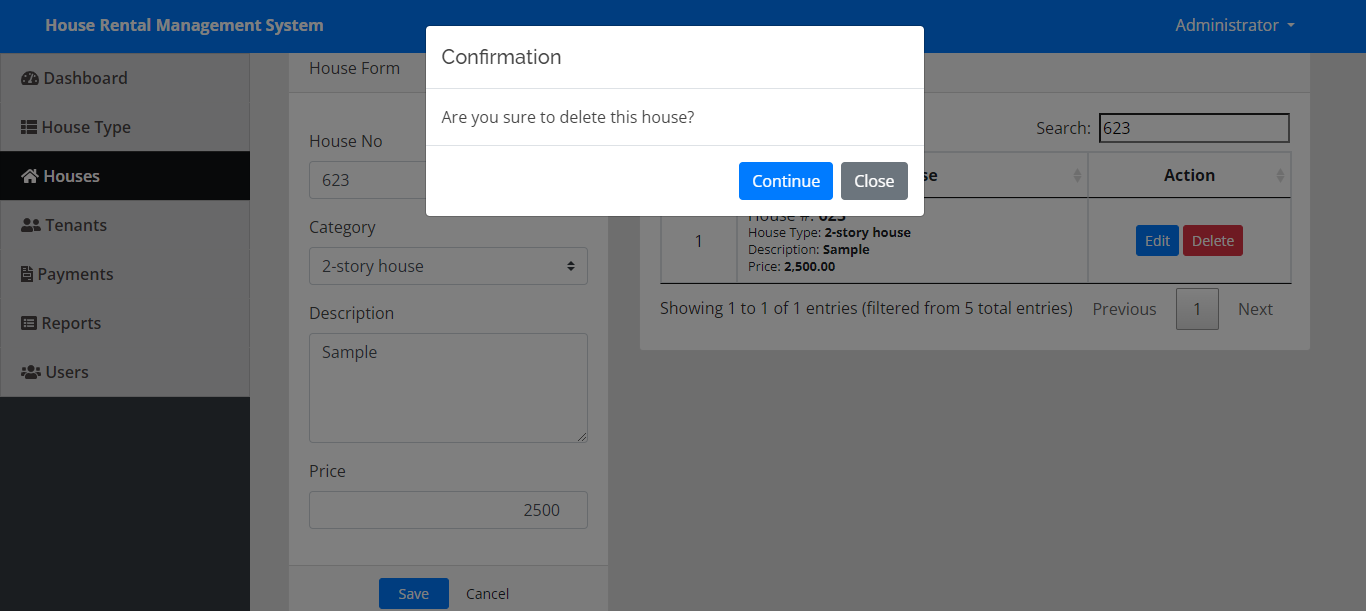 House Rental Management System
Administrator
Dashboard
House Type
Houses
Tenants
Payments
Reports
Users
House Form
House No
623
Category
2-story house
Description
Sample
Price
2500
Save Cancel
Confirmation
Are you sure to delete this house?
Continue Close
Search: 623
Action
1
House #: 623
House Type: 2-story house
Description: Sample
Price: 2,500.00
Edit Delete
Showing 1 to 1 of 1 entries (filtered from 5 total entries)
Previous 1 Next